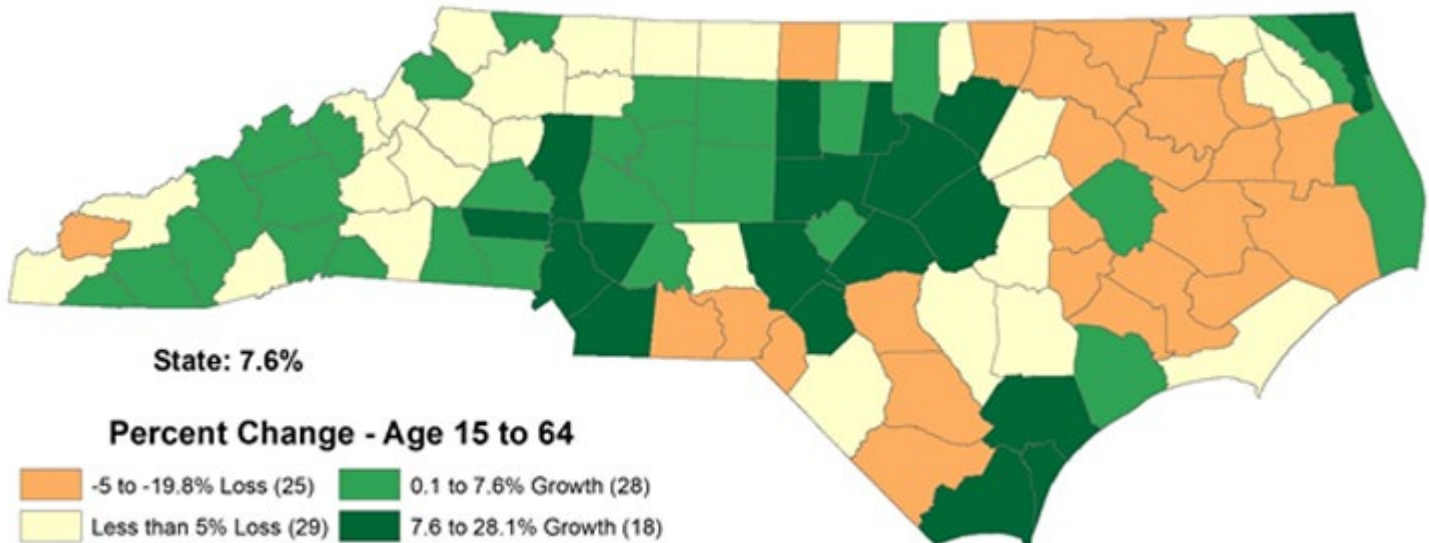 State: 7.6%
Percent Change - Age 15 to 64
-5 to -19.8% Loss (25)
0.1 to 7.6% Growth (28)
Less than 5% Loss (29)
7.6 to 28.1% Growth (18)